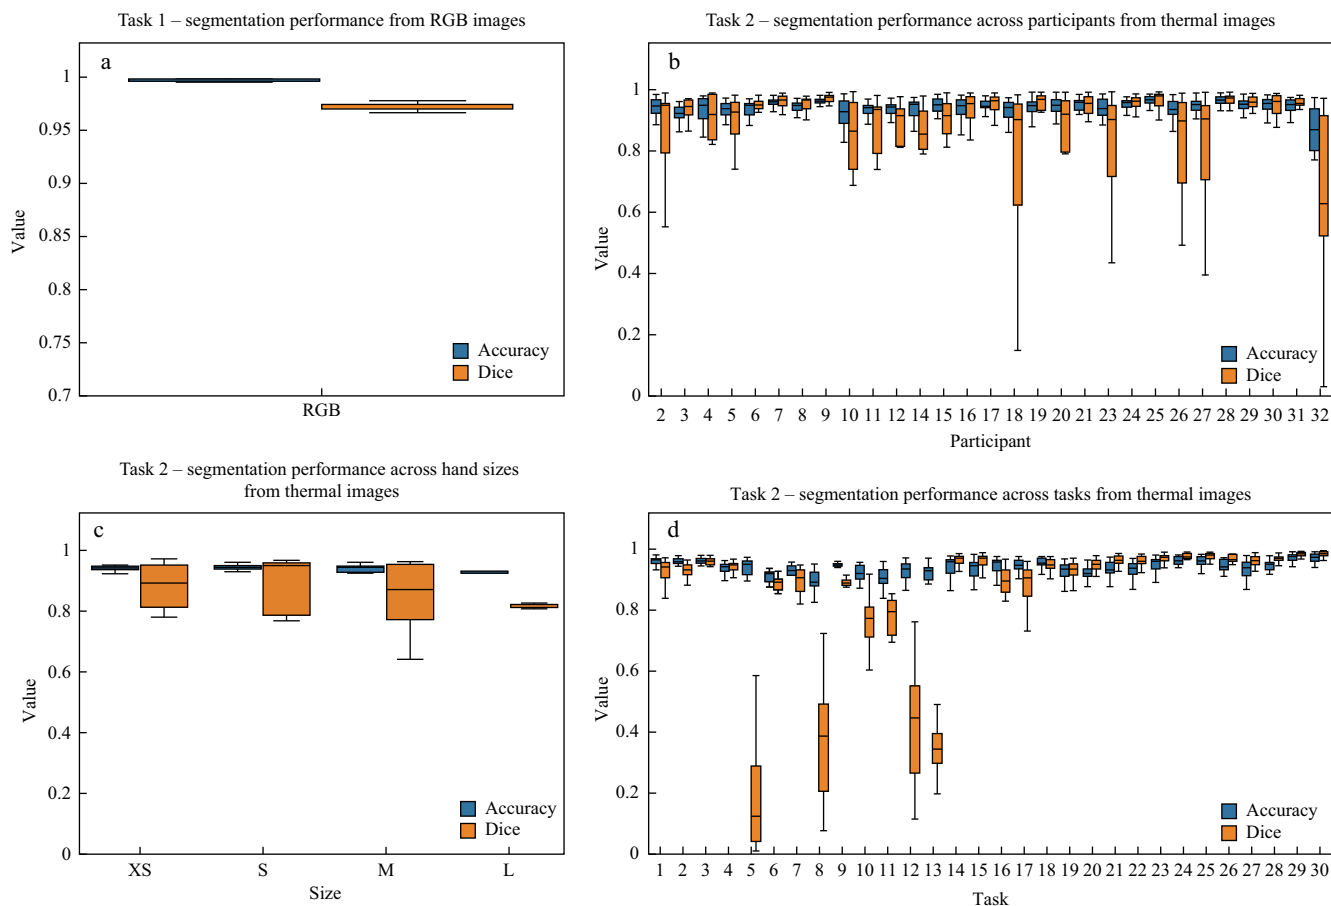 Task 1 – segmentation performance from RGB images
a
1
0.95
0.9
0.85
0.8
0.75
0.7
Value
Accuracy
Dice
RGB
Task 2 – segmentation performance across participants from thermal images
b
1
0.8
0.6
0.4
0.2
0
Value
Accuracy
Dice
2 3 4 5 6 7 8 9 10 11 12 14 15 16 17 18 19 20 21 23 24 25 26 27 28 29 30 31 32
Participant
Task 2 – segmentation performance across hand sizes
from thermal images
c
1
0.8
0.6
0.4
0.2
0
Value
Accuracy
Dice
XS S M L
Size
Task 2 – segmentation performance across tasks from thermal images
d
1
0.8
0.6
0.4
0.2
0
Value
Accuracy
Dice
1 2 3 4 5 6 7 8 9 10 11 12 13 14 16 17 18 19 20 21 22 23 24 25 26 27 28 29 30
Task